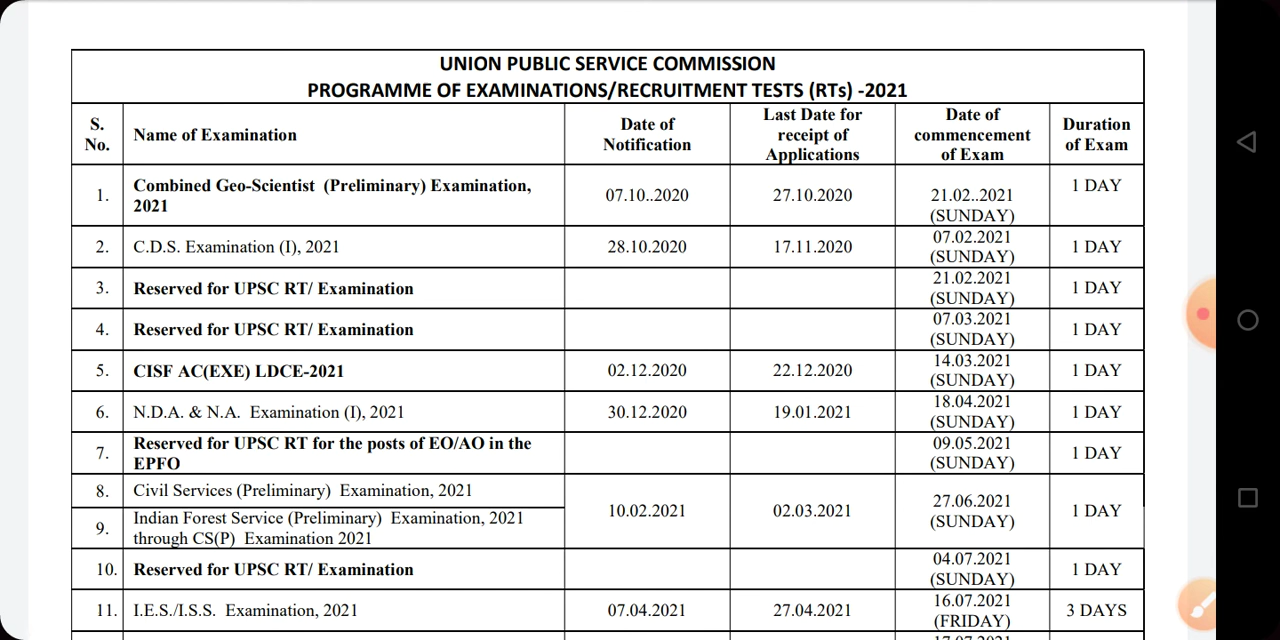 UNION PUBLIC SERVICE COMMISSION
PROGRAMME OF EXAMINATIONS/RECRUITMENT TESTS (RTs) -2021
S. No. Name of Examination Date of Notification Last Date for receipt of Applications Date of commencement of Exam Duration of Exam
1. Combined Geo-Scientist (Preliminary) Examination, 2021 07.10..2020 27.10.2020 21.02..2021 (SUNDAY) 1 DAY
2. C.D.S. Examination (I), 2021 28.10.2020 17.11.2020 07.02.2021 (SUNDAY) 1 DAY
3. Reserved for UPSC RT/ Examination 21.02.2021 (SUNDAY) 1 DAY
4. Reserved for UPSC RT/ Examination 07.03.2021 (SUNDAY) 1 DAY
5. CISF AC(EXE) LDCE-2021 02.12.2020 22.12.2020 14.03.2021 (SUNDAY) 1 DAY
6. N.D.A. & N.A. Examination (I), 2021 30.12.2020 19.01.2021 18.04.2021 (SUNDAY) 1 DAY
7. Reserved for UPSC RT for the posts of EO/AO in the EPFO 09.05.2021 (SUNDAY) 1 DAY
8. Civil Services (Preliminary) Examination, 2021 10.02.2021 02.03.2021 27.06.2021 (SUNDAY) 1 DAY
9. Indian Forest Service (Preliminary) Examination, 2021 through CS(P) Examination 2021
10. Reserved for UPSC RT/ Examination 04.07.2021 (SUNDAY) 1 DAY
11. I.E.S./I.S.S. Examination, 2021 07.04.2021 27.04.2021 16.07.2021 (FRIDAY) 3 DAYS